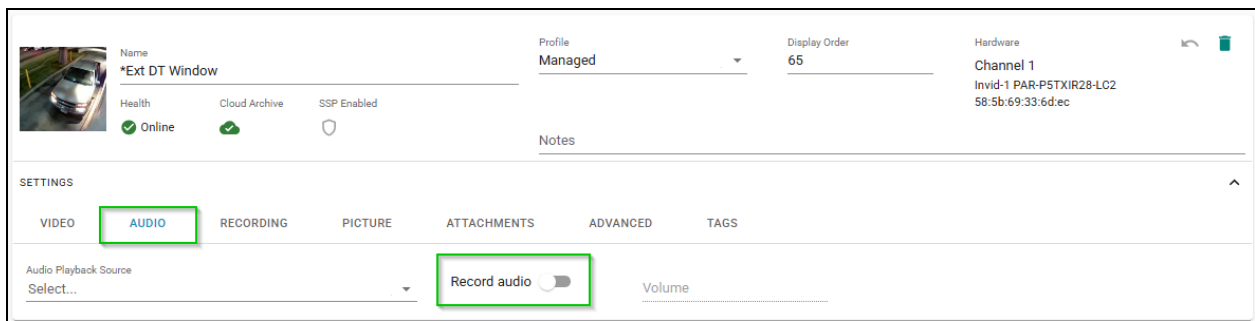 Name
*Ext DT Window
Profile
Managed
Display Order
65
Hardware
Channel 1
Invid-1 PAR-P5TXIR28-LC2
58:5b:69:33:6d:ec
Health
Online
Cloud Archive
SSP Enabled
Notes
SETTINGS
VIDEO AUDIO RECORDING PICTURE ATTACHMENTS ADVANCED TAGS
Audio Playback Source
Select...
Record audio
Volume